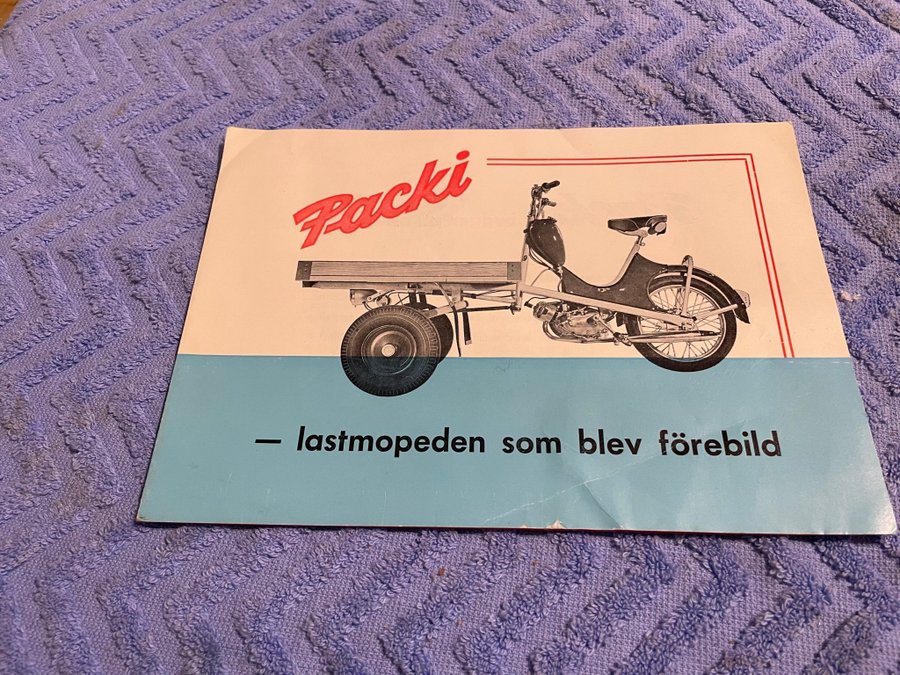 Packi
— lastmopeden som blev förebild